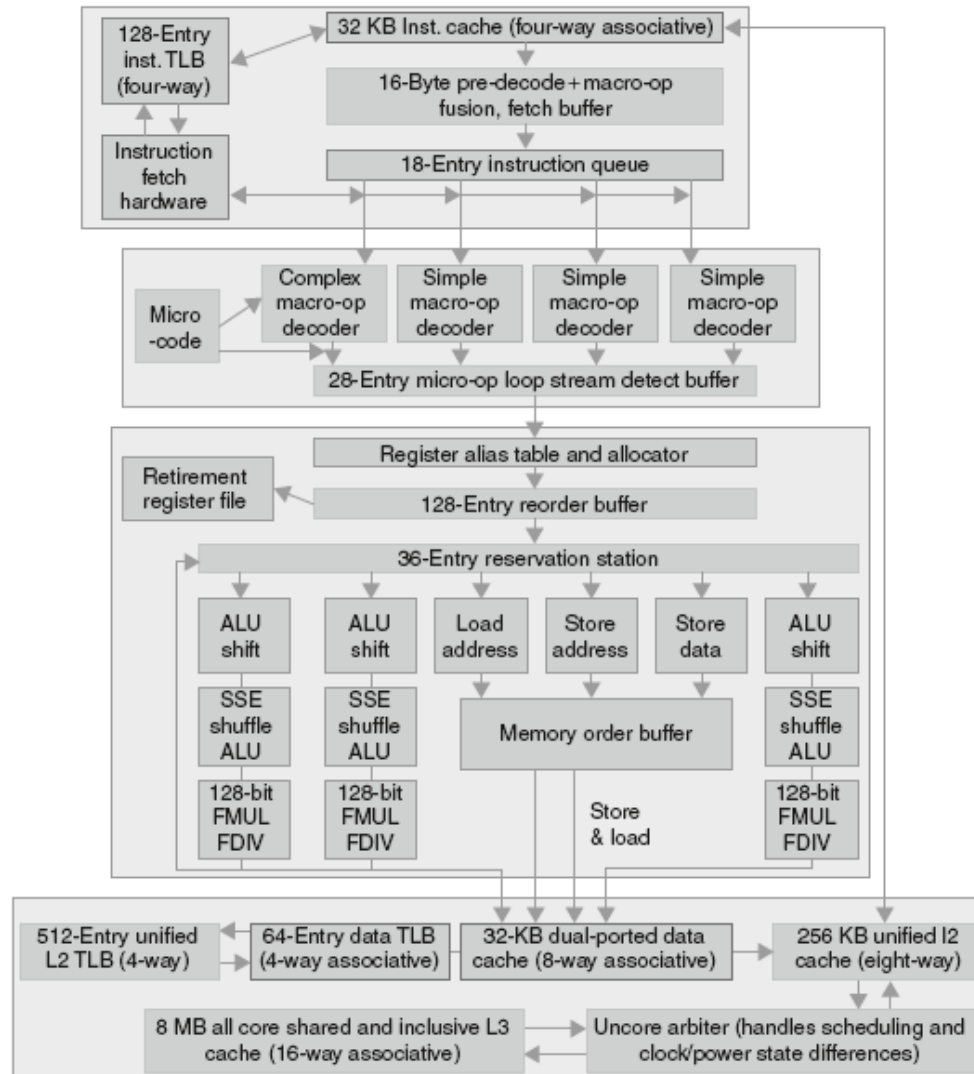 128-Entry
inst. TLB
(four-way)
32 KB Inst. cache (four-way associative)
16-Byte pre-decode+macro-op
fusion, fetch buffer
Instruction
fetch
hardware
18-Entry instruction queue
Micro
-code
Complex
macro-op
decoder
Simple
macro-op
decoder
Simple
macro-op
decoder
Simple
macro-op
decoder
28-Entry micro-op loop stream detect buffer
Register alias table and allocator
Retirement
register file
128-Entry reorder buffer
36-Entry reservation station
ALU
shift
ALU
shift
Load
address
Store
address
Store
data
ALU
shift
SSE
shuffle
ALU
SSE
shuffle
ALU
Memory order buffer
SSE
shuffle
ALU
128-bit
FMUL
FDIV
128-bit
FMUL
FDIV
Store
& load
128-bit
FMUL
FDIV
512-Entry unified
L2 TLB (4-way)
64-Entry data TLB
(4-way associative)
32-KB dual-ported data
cache (8-way associative)
256 KB unified l2
cache (eight-way)
8 MB all core shared and inclusive L3
cache (16-way associative)
Uncore arbiter (handles scheduling and
clock/power state differences)